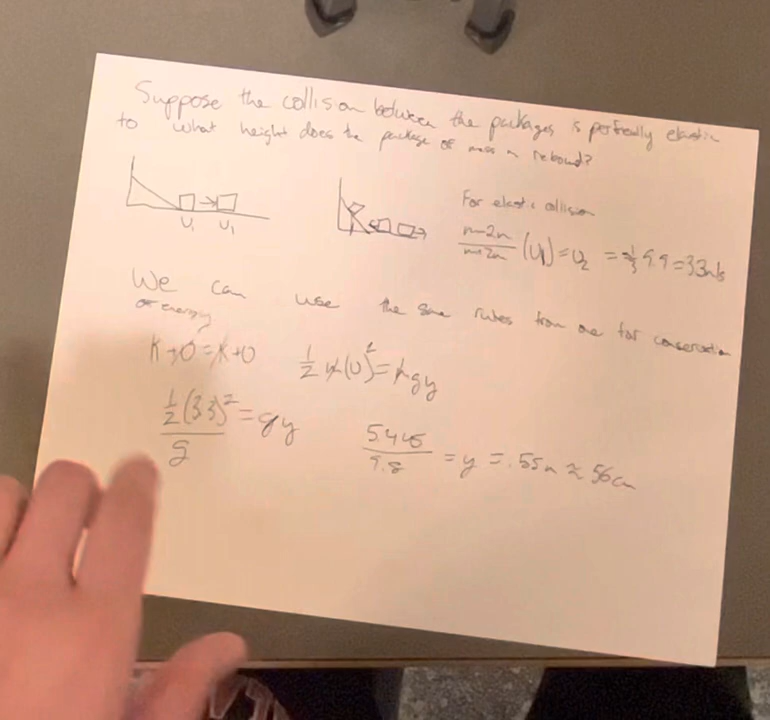 Suppose the collision between the packages is perfectly elastic
to what height does the package of mass m rebound?
U₁ U₁
For elastic collision
m-2m/m+2m (U₁) = U₂ = -1/3 9.9 = 3.3m/s
We can use the same rules from one for conservation
of energy
K+0=K+0 1/2 m(U)² = mgy
1/2(3.3)²/g = gy
5.445/9.8 = y = .55m ≈ 56cm